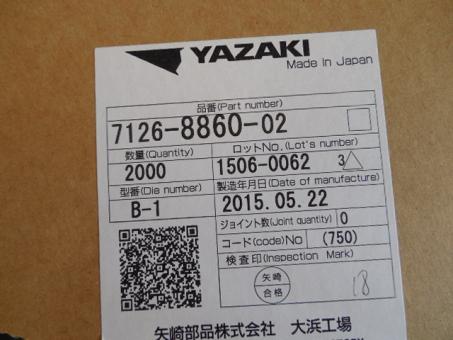 YAZAKI
Made In Japan
品番(Part number)
7126-8860-02
数量(Quantity) ロットNo.(Lot's number)
2000 1506-0062 3
型番(Die number) 製造年月日(Date of manufacture)
B-1 2015.05.22
ジョイント数(Joint quantity) 0
コード(code)No (750)
検査印(Inspection Mark)
矢崎
合格
18
矢崎部品株式会社 大浜工場